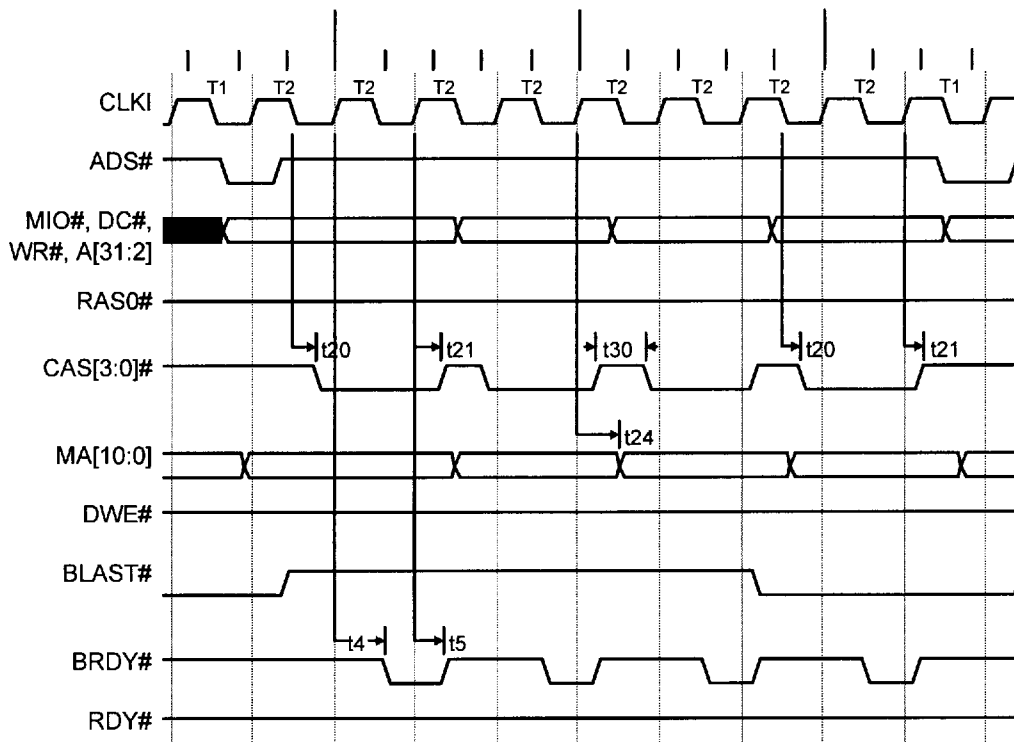 T1 T2 T2 T2 T2 T2 T2 T2 T2 T1
CLKI
ADS#
MIO#, DC#,
WR#, A[31:2]
RAS0#
t20 t21 t30 t20 t21
CAS[3:0]#
t24
MA[10:0]
DWE#
BLAST#
t4 t5
BRDY#
RDY#